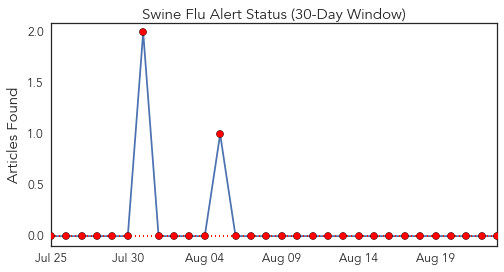 Swine Flu Alert Status (30-Day Window)
Articles Found
2.0
1.5
1.0
0.5
0.0
Jul 25 Jul 30 Aug 04 Aug 09 Aug 14 Aug 19